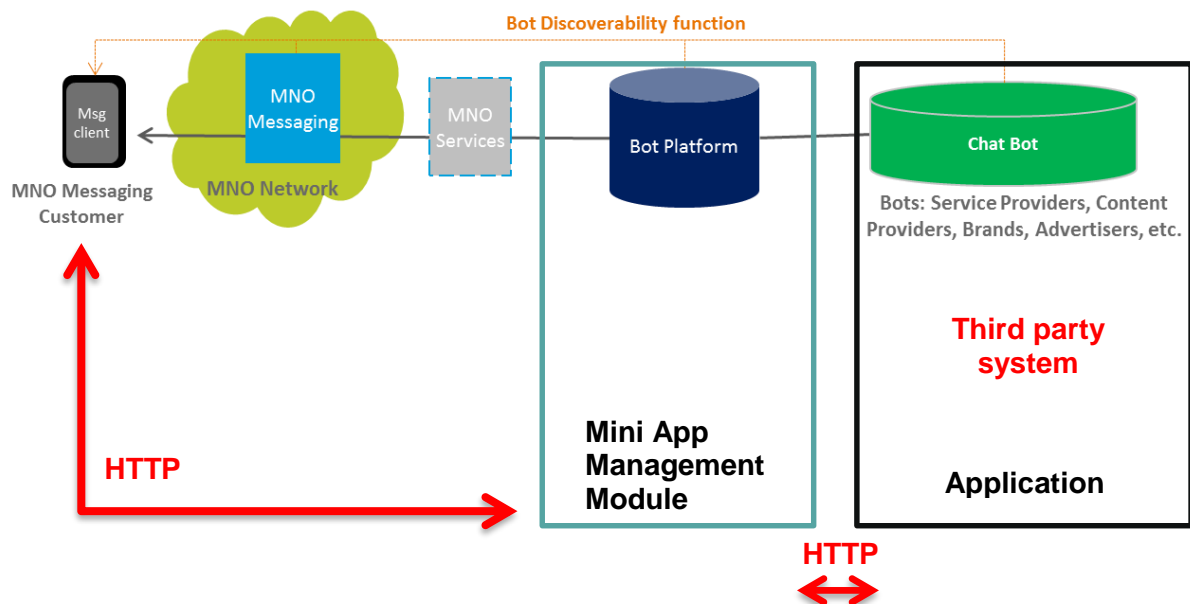 Bot Discoverability function
Msg
client
MNO
Messaging
MNO
Services
Bot Platform
Chat Bot
MNO Messaging
Customer
MNO Network
Bots: Service Providers, Content
Providers, Brands, Advertisers, etc.
Third party
system
Mini App
Management
Module
HTTP
Application
HTTP